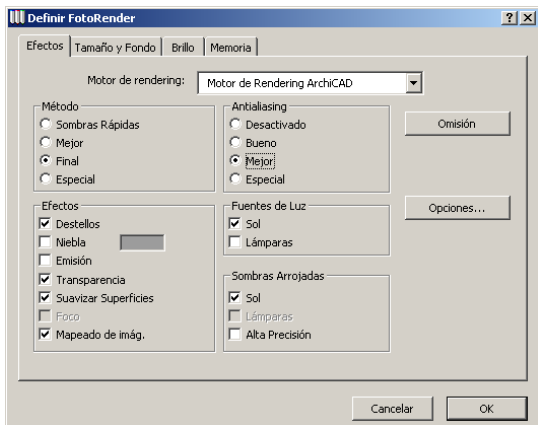 Definir FotoRender
Efectos Tamaño y Fondo Brillo Memoria
Motor de rendering: Motor de Rendering ArchiCAD
Método
Sombras Rápidas
Mejor
Final
Especial
Antialiasing
Desactivado
Bueno
Mejor
Especial
Omisión
Efectos
Destellos
Niebla
Emisión
Transparencia
Suavizar Superficies
Foco
Mapeado de imág.
Fuentes de Luz
Sol
Lámparas
Opciones...
Sombras Arrojadas
Sol
Lámparas
Alta Precisión
Cancelar OK